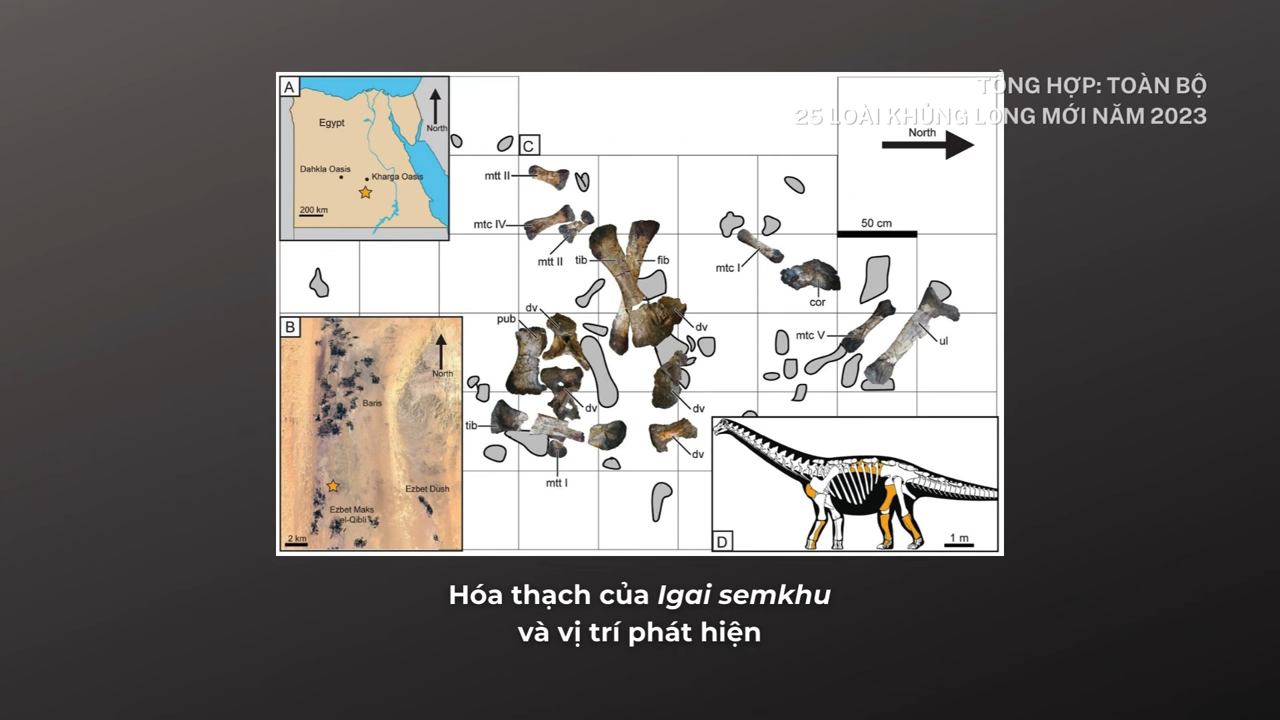 TỔNG HỢP: TOÀN BỘ
25 LOÀI KHỦNG LONG MỚI NĂM 2023
A
Egypt
North
Dahkla Oasis
Kharga Oasis
200 km
C
North
50 cm
mtt II
mtc IV
mtt II
tib
fib
mtc I
cor
dv
pub
dv
mtc V
ul
dv
dv
tib
dv
mtt I
B
North
Baris
Ezbet Dush
Ezbet Maks
el-Qibli
2 km
D
1 m
Hóa thạch của Igai semkhu
và vị trí phát hiện